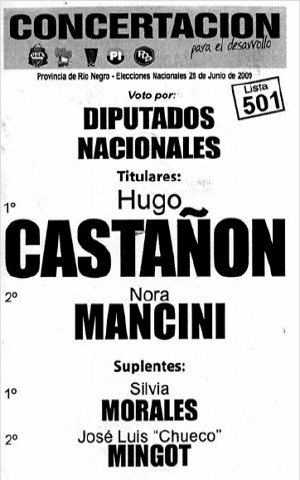 CONCERTACION
para el desarrollo
PI
Provincia de Río Negro - Elecciones Nacionales 28 de Junio de 2009
Voto por:
Lista
501
DIPUTADOS
NACIONALES
Titulares:
1º
Hugo
CASTAÑON
2º
Nora
MANCINI
Suplentes:
1º
Silvia
MORALES
2º
José Luis “Chueco”
MINGOT